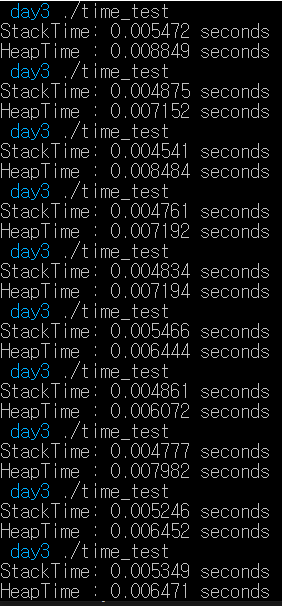 day3 ./time_test
StackTime: 0.005472 seconds
HeapTime : 0.008849 seconds
day3 ./time_test
StackTime: 0.004875 seconds
HeapTime : 0.007152 seconds
day3 ./time_test
StackTime: 0.004541 seconds
HeapTime : 0.008484 seconds
day3 ./time_test
StackTime: 0.004761 seconds
HeapTime : 0.007192 seconds
day3 ./time_test
StackTime: 0.004834 seconds
HeapTime : 0.007194 seconds
day3 ./time_test
StackTime: 0.005466 seconds
HeapTime : 0.006444 seconds
day3 ./time_test
StackTime: 0.004861 seconds
HeapTime : 0.006072 seconds
day3 ./time_test
StackTime: 0.004777 seconds
HeapTime : 0.007982 seconds
day3 ./time_test
StackTime: 0.005246 seconds
HeapTime : 0.006452 seconds
day3 ./time_test
StackTime: 0.005349 seconds
HeapTime : 0.006471 seconds